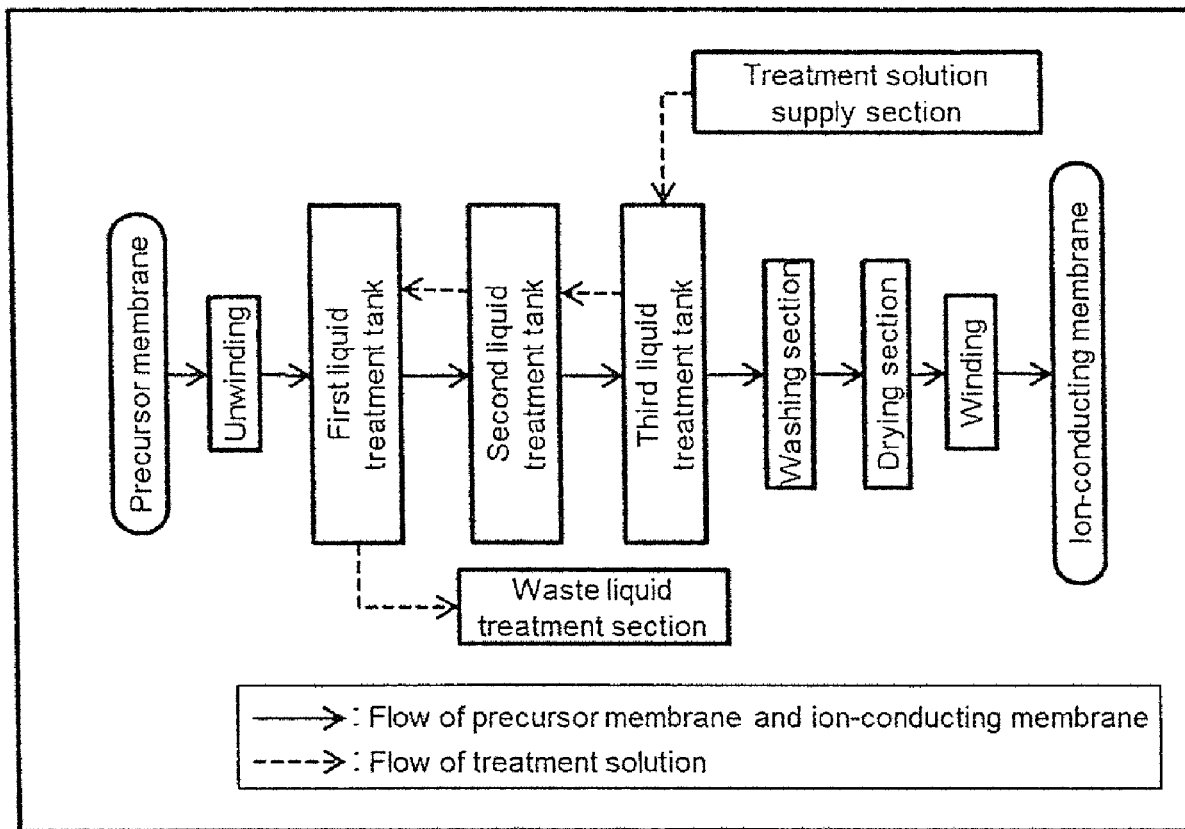 Treatment solution
supply section
Precursor membrane
Unwinding
First liquid
treatment tank
Second liquid
treatment tank
Third liquid
treatment tank
Washing section
Drying section
Winding
Ion-conducting membrane
Waste liquid
treatment section
: Flow of precursor membrane and ion-conducting membrane
: Flow of treatment solution